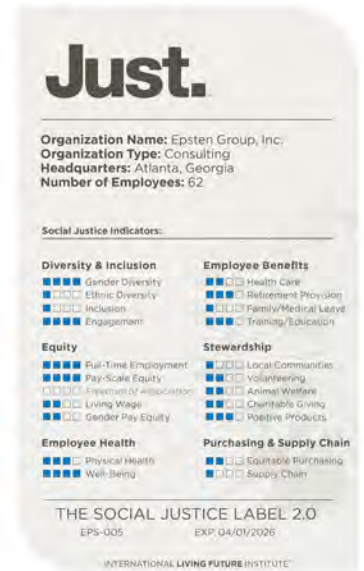 Just.
Organization Name: Epsten Group, Inc.
Organization Type: Consulting
Headquarters: Atlanta, Georgia
Number of Employees: 62
Social Justice Indicators:
Diversity & Inclusion
Gender Diversity
Ethnic Diversity
Inclusion
Engagement
Equity
Full-Time Employment
Pay-Scale Equity
Freedom of Association
Living Wage
Gender Pay Equity
Employee Health
Physical Health
Well-Being
Employee Benefits
Health Care
Retirement Provision
Family/Medical Leave
Training/Education
Stewardship
Local Communities
Volunteering
Animal Welfare
Charitable Giving
Positive Products
Purchasing & Supply Chain
Equitable Purchasing
Supply Chain
THE SOCIAL JUSTICE LABEL 2.0
EPS-005 EXP. 04/01/2026
INTERNATIONAL LIVING FUTURE INSTITUTE™